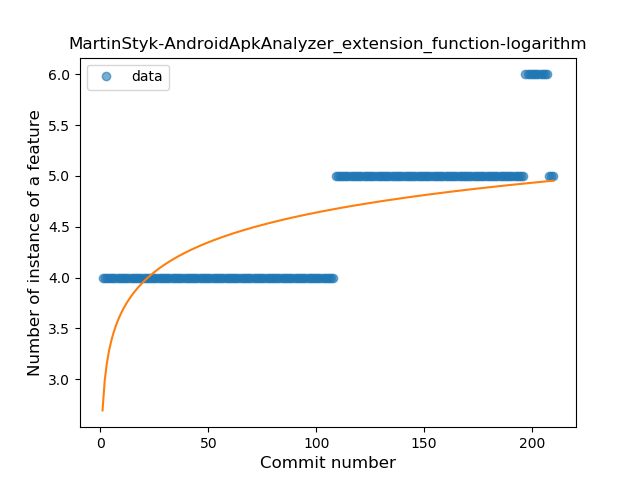 MartinStyk-AndroidApkAnalyzer_extension_function-logarithm
data
Number of instance of a feature
6.0
5.5
5.0
4.5
4.0
3.5
3.0
0 50 100 150 200
Commit number